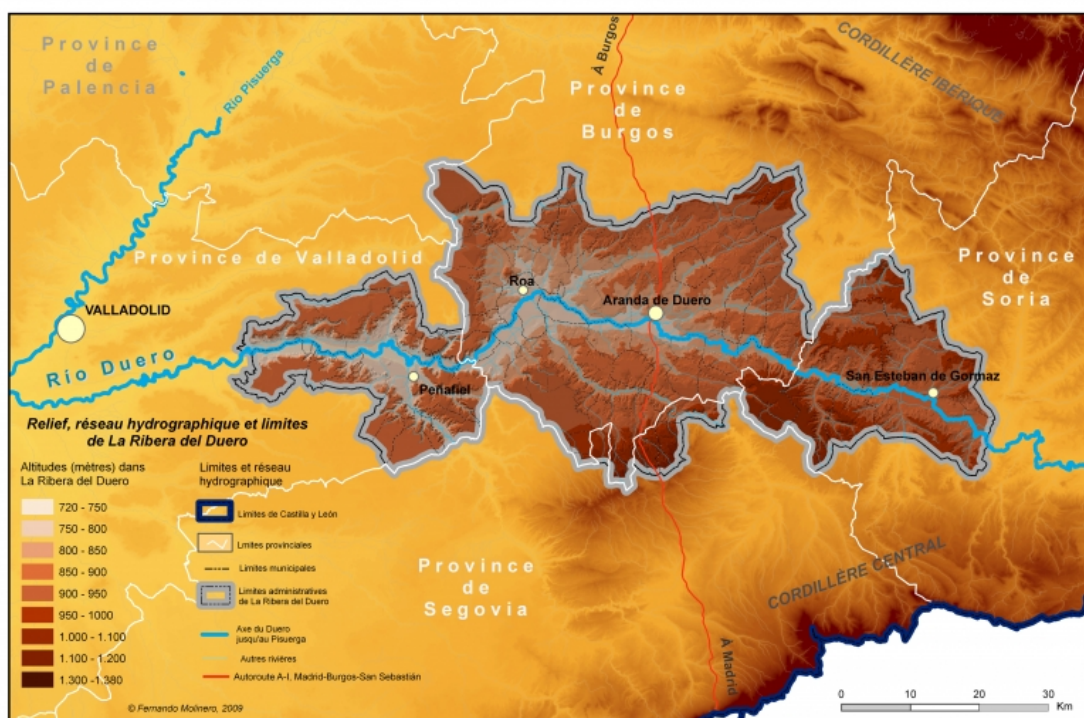 Province
de
Palencia
Rio Pisuerga
À Burgos
Province
de
Burgos
CORDILLÈRE IBÉRIQUE
Province de Valladolid
Province
de
Soria
VALLADOLID
Roa
Aranda de Duero
Río Duero
Peñafiel
San Esteban de Gormaz
Relief, réseau hydrographique et limites
de La Ribera del Duero
Altitudes (mètres) dans
La Ribera del Duero
720 - 750
750 - 800
800 - 850
850 - 900
900 - 950
950 - 1000
1.000 - 1.100
1.100 - 1.200
1.300 - 1.380
Limites et réseau
hydrographique
Limites de Castilla y León
Lmites provinciales
Limites municipales
Limites administratives
de La Ribera del Duero
Axe du Duero
jusqu'au Pisuerga
Autres rivières
Autoroute A-I, Madrid-Burgos-San Sebastián
Province
de
Segovia
CORDILLÈRE CENTRAL
À Madrid
© Fernando Molinero, 2009
0 10 20 30
Km